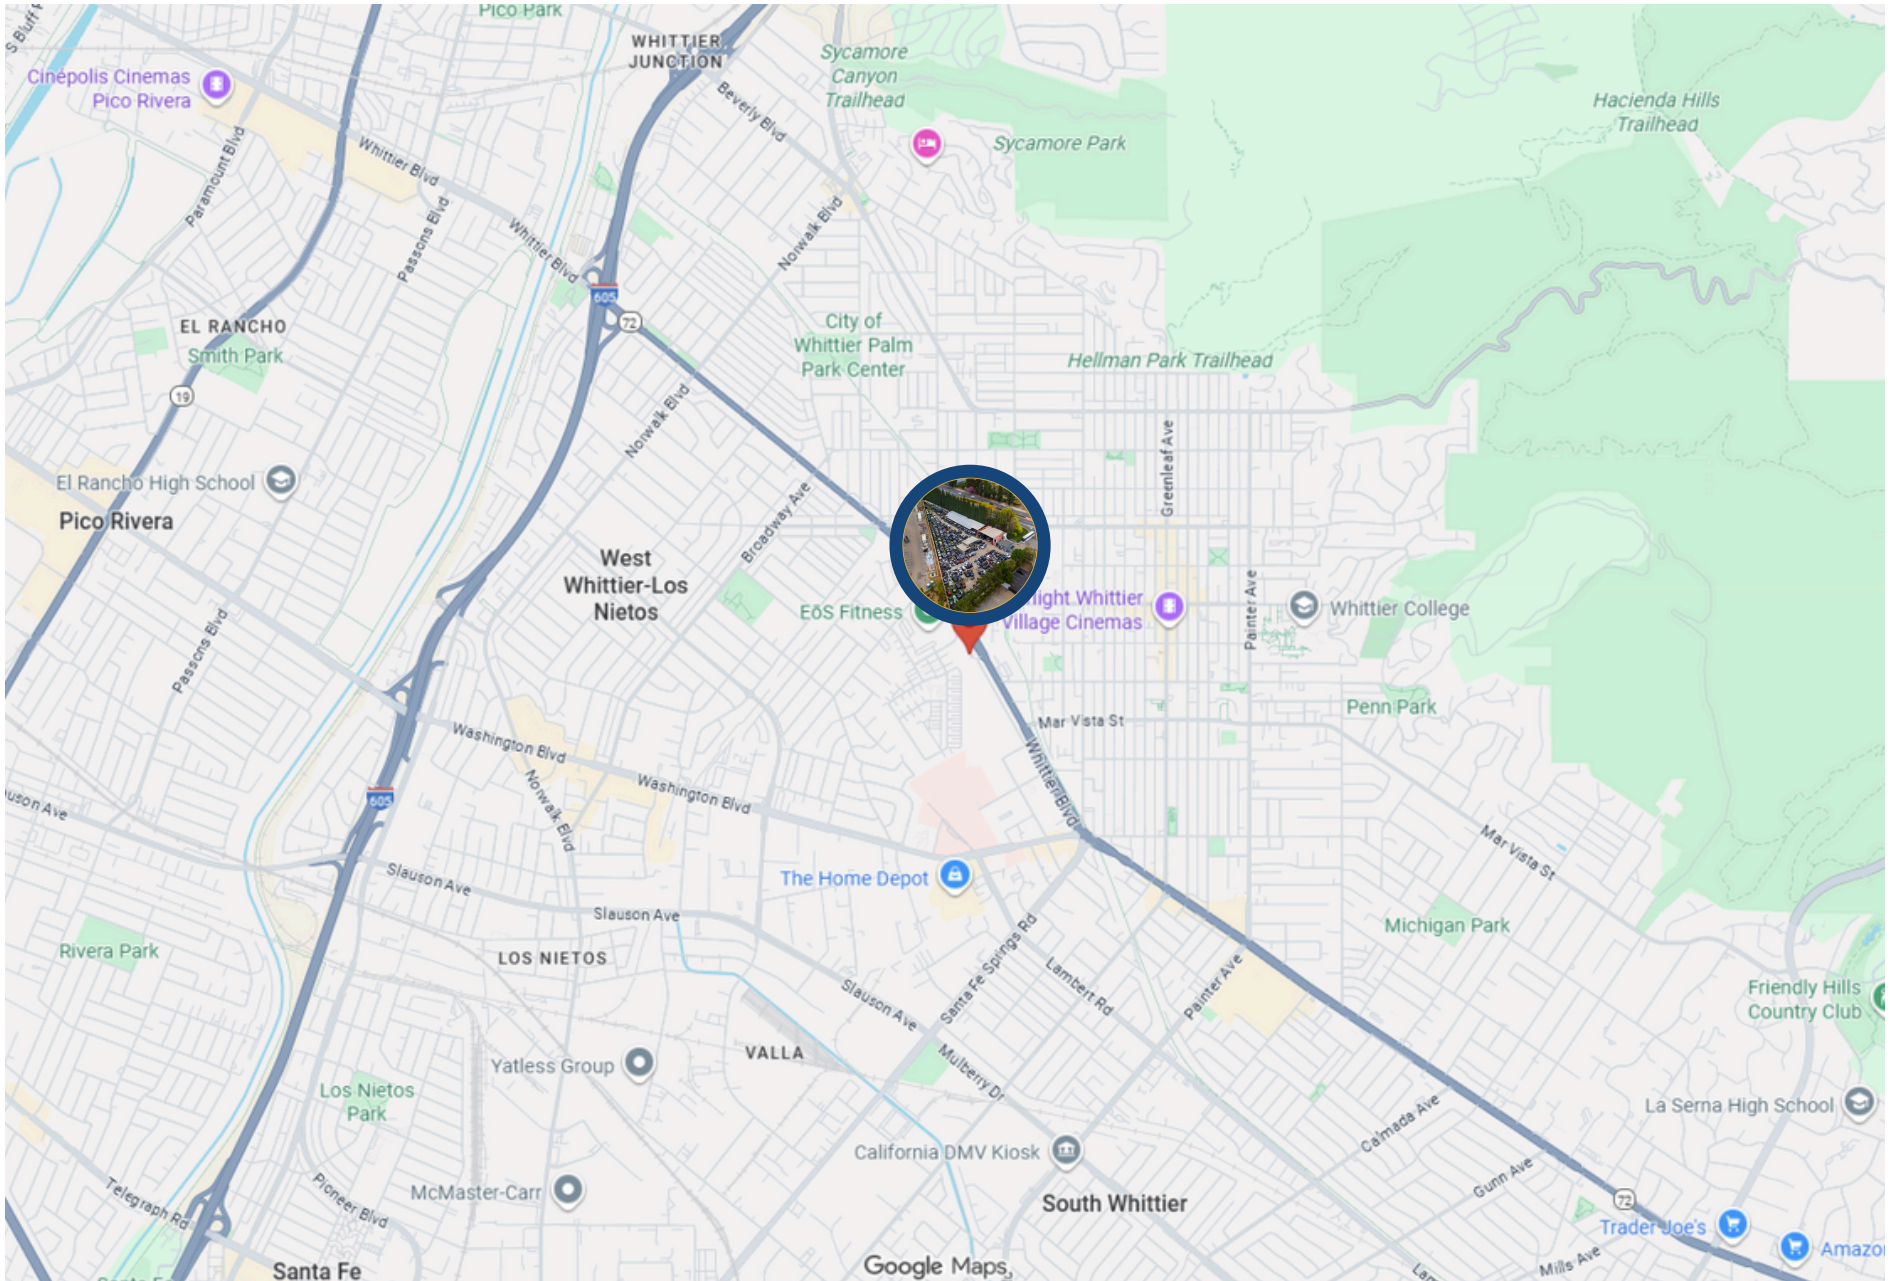 Pico Park
S Bluff
WHITTIER
JUNCTION
Sycamore
Canyon
Trailhead
Cinépolis Cinemas
Pico Rivera
Beverly Blvd
Hacienda Hills
Trailhead
Sycamore Park
Paramount Blvd
Whittier Blvd
Passons Blvd
Norwalk Blvd
Whittier Blvd
605
72
EL RANCHO
Smith Park
City of
Whittier Palm
Park Center
Hellman Park Trailhead
19
Norwalk Blvd
Greenleaf Ave
El Rancho High School
Pico Rivera
Broadway Ave
West
Whittier-Los
Nietos
EōS Fitness
night Whittier
Village Cinemas
Painter Ave
Whittier College
Passons Blvd
Penn Park
Mar Vista St
Washington Blvd
Whittier Blvd
Norwalk Blvd
Washington Blvd
605
uson Ave
Mar Vista St
Slauson Ave
The Home Depot
Slauson Ave
Michigan Park
Rivera Park
LOS NIETOS
Santa Fe Springs Rd
Lambert Rd
Painter Ave
Slauson Ave
Friendly Hills
Country Club
VALLA
Yatless Group
Mulberry Dr
Los Nietos
Park
La Serna High School
Calmada Ave
California DMV Kiosk
Telegraph Rd
Pioneer Blvd
McMaster-Carr
Gunn Ave
South Whittier
72
Trader Joe's
Amazo
Mills Ave
Google Maps
Santa Fe
Lam